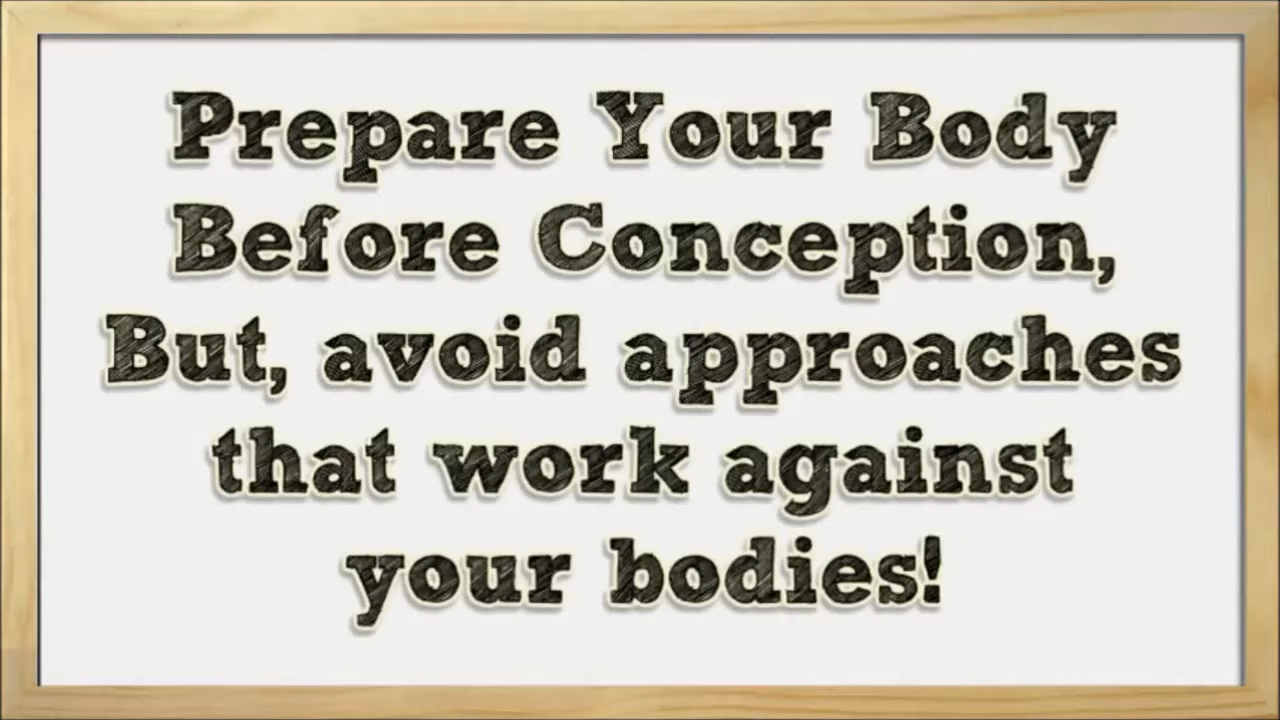 Prepare Your Body
Before Conception,
But, avoid approaches
that work against
your bodies!